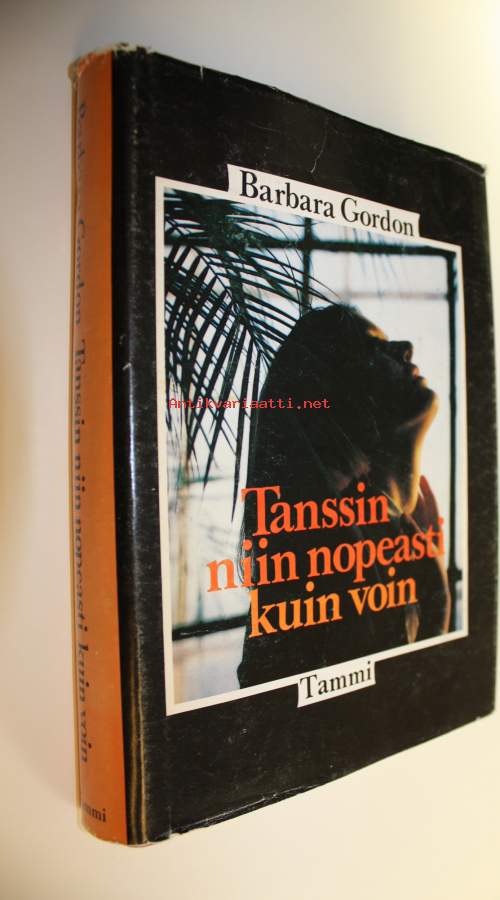 Barbara Gordon
Antikvariaatti.net
Tanssin
niin nopeasti
kuin voin
Tammi
Barbara Gordon Tanssin niin nopeasti kuin voin
Tammi